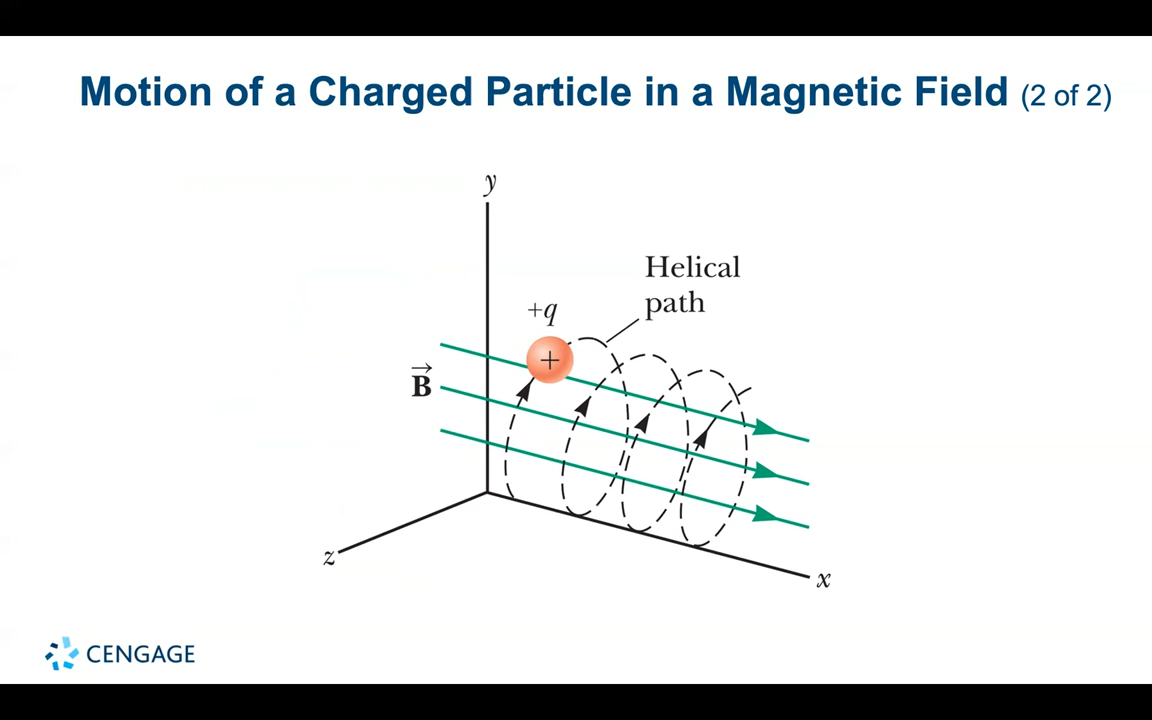 Motion of a Charged Particle in a Magnetic Field (2 of 2)
y
Helical
path
+q
+
B
z
x
CENGAGE